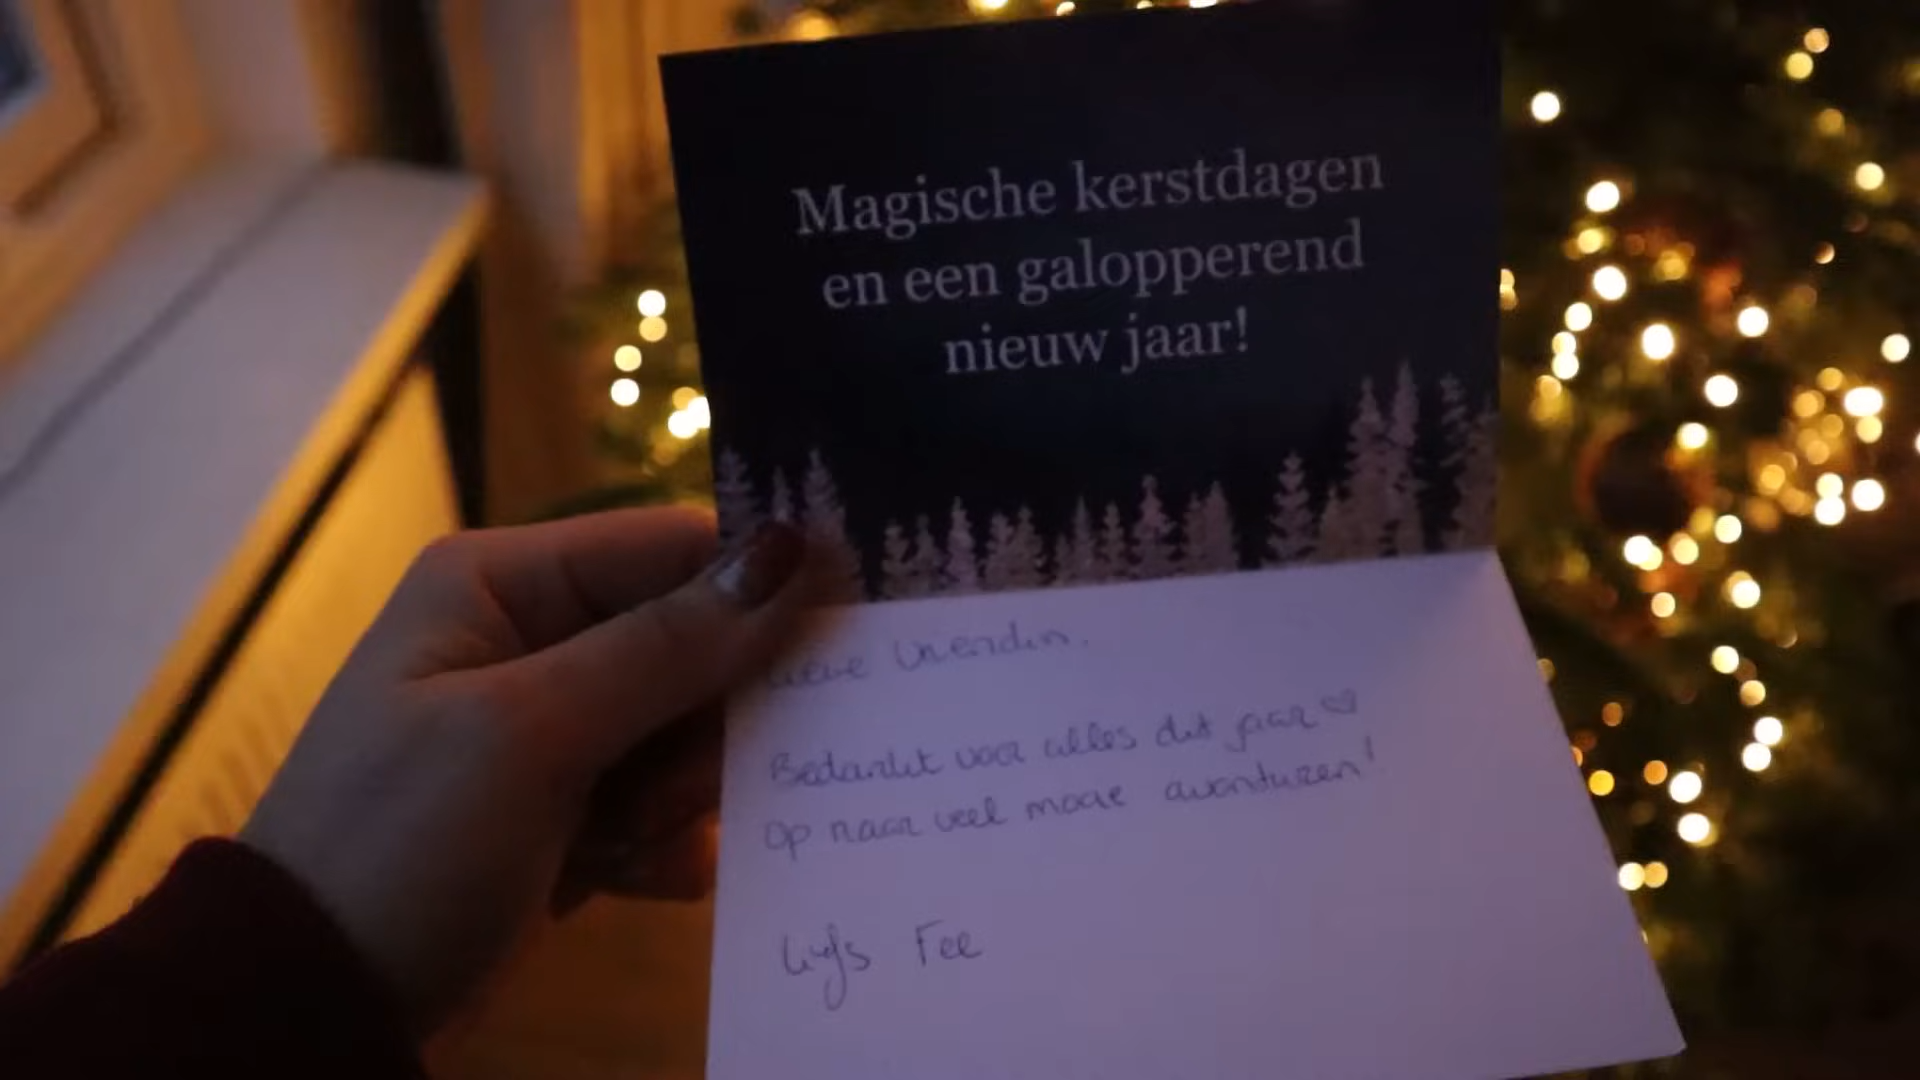 Magische kerstdagen
en een galopperend
nieuw jaar!
Lieve vriendin.
Bedankt voor alles dit jaar ♡
Op naar veel mooie avonturen!
Liefs Fee